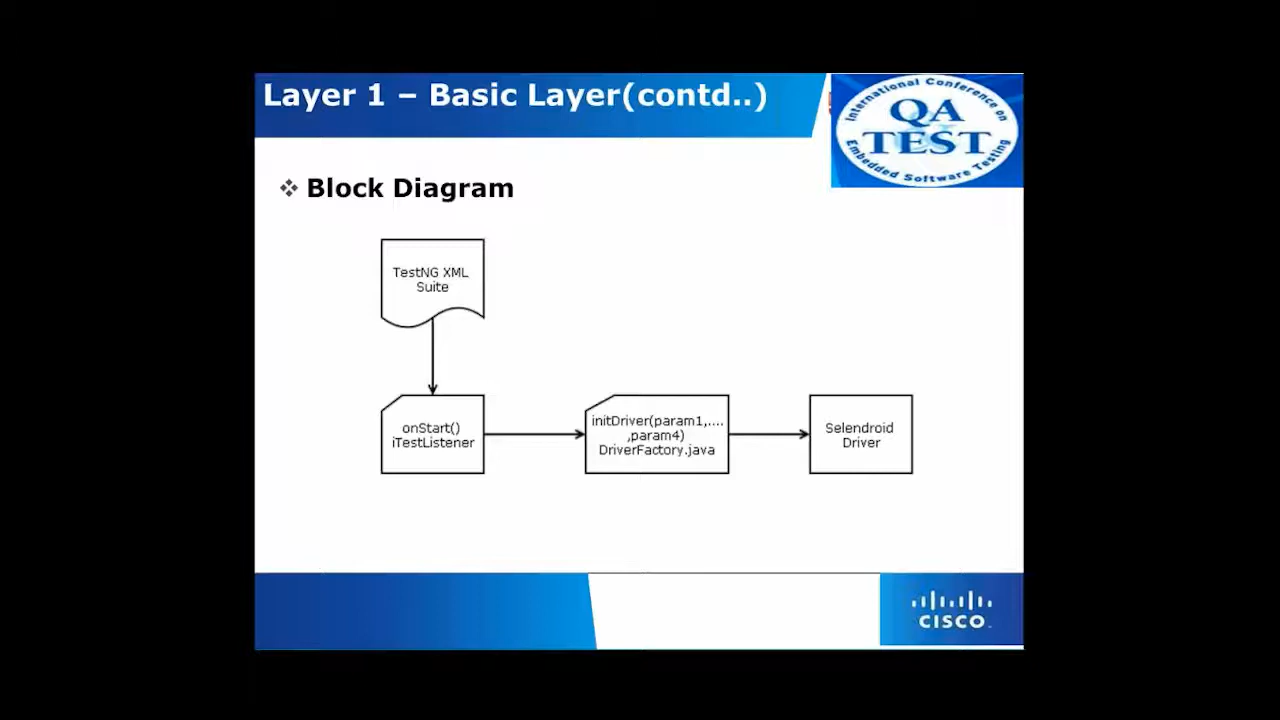 Layer 1 – Basic Layer(contd..)
International Conference on
QA
&
TEST
Embedded Software Testing
❖ Block Diagram
TestNG XML
Suite
onStart()
iTestListener
initDriver(param1,....
,param4)
DriverFactory.java
Selendroid
Driver
CISCO